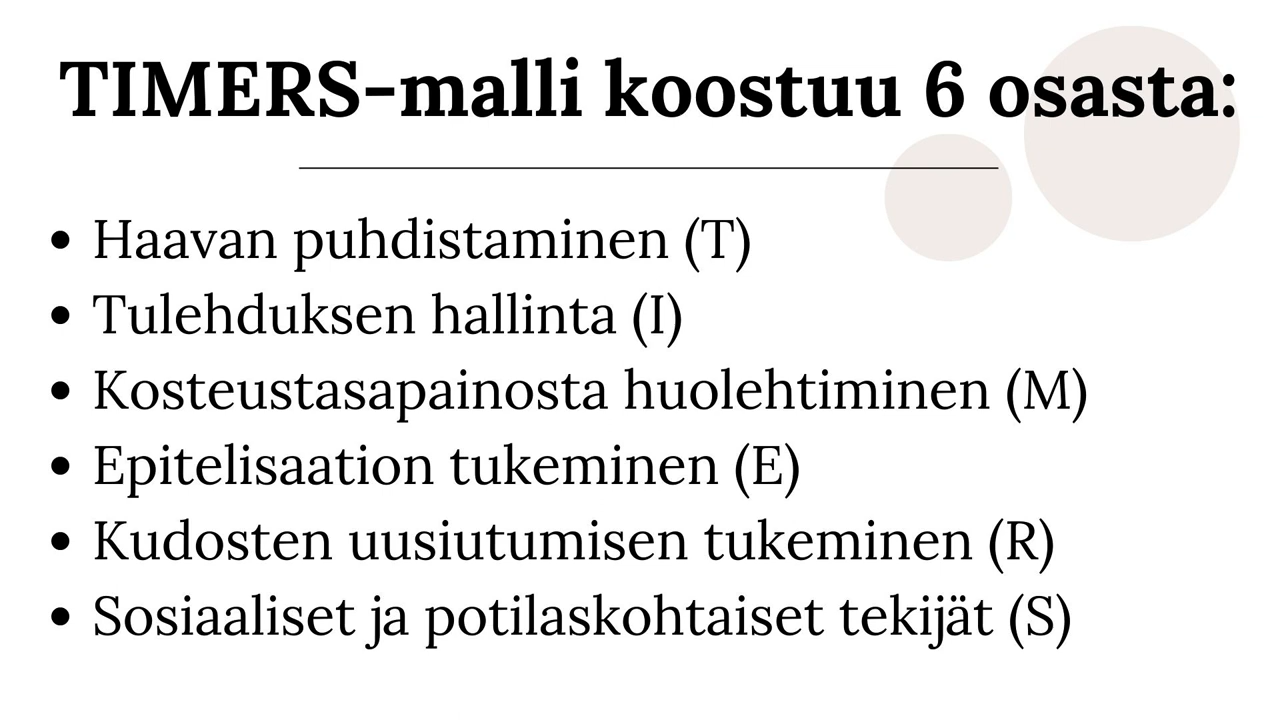 TIMERS-malli koostuu 6 osasta:
• Haavan puhdistaminen (T)
• Tulehduksen hallinta (I)
• Kosteustasapainosta huolehtiminen (M)
• Epitelisaation tukeminen (E)
• Kudosten uusiutumisen tukeminen (R)
• Sosiaaliset ja potilaskohtaiset tekijät (S)